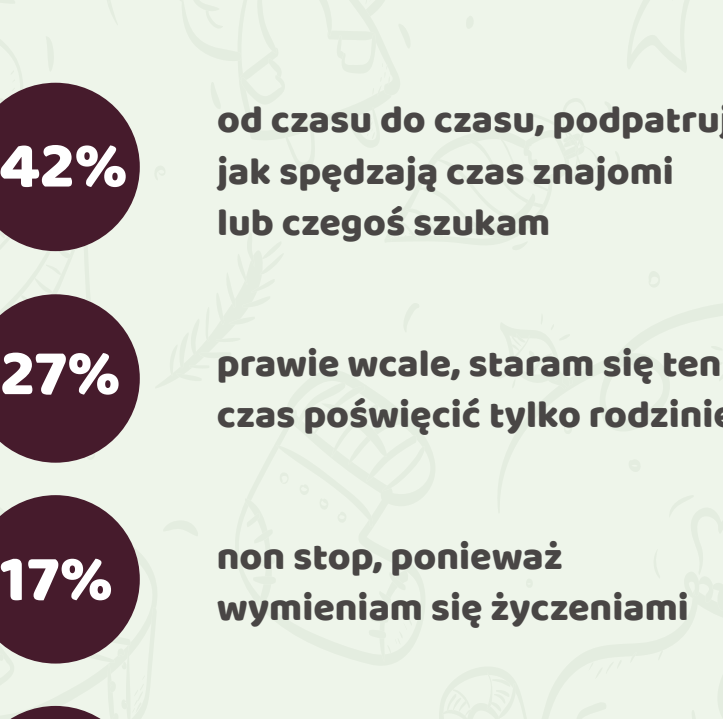 42%
od czasu do czasu, podpatruj
jak spędzają czas znajomi
lub czegoś szukam
27%
prawie wcale, staram się ten
czas poświęcić tylko rodzinie
17%
non stop, ponieważ
wymieniam się życzeniami